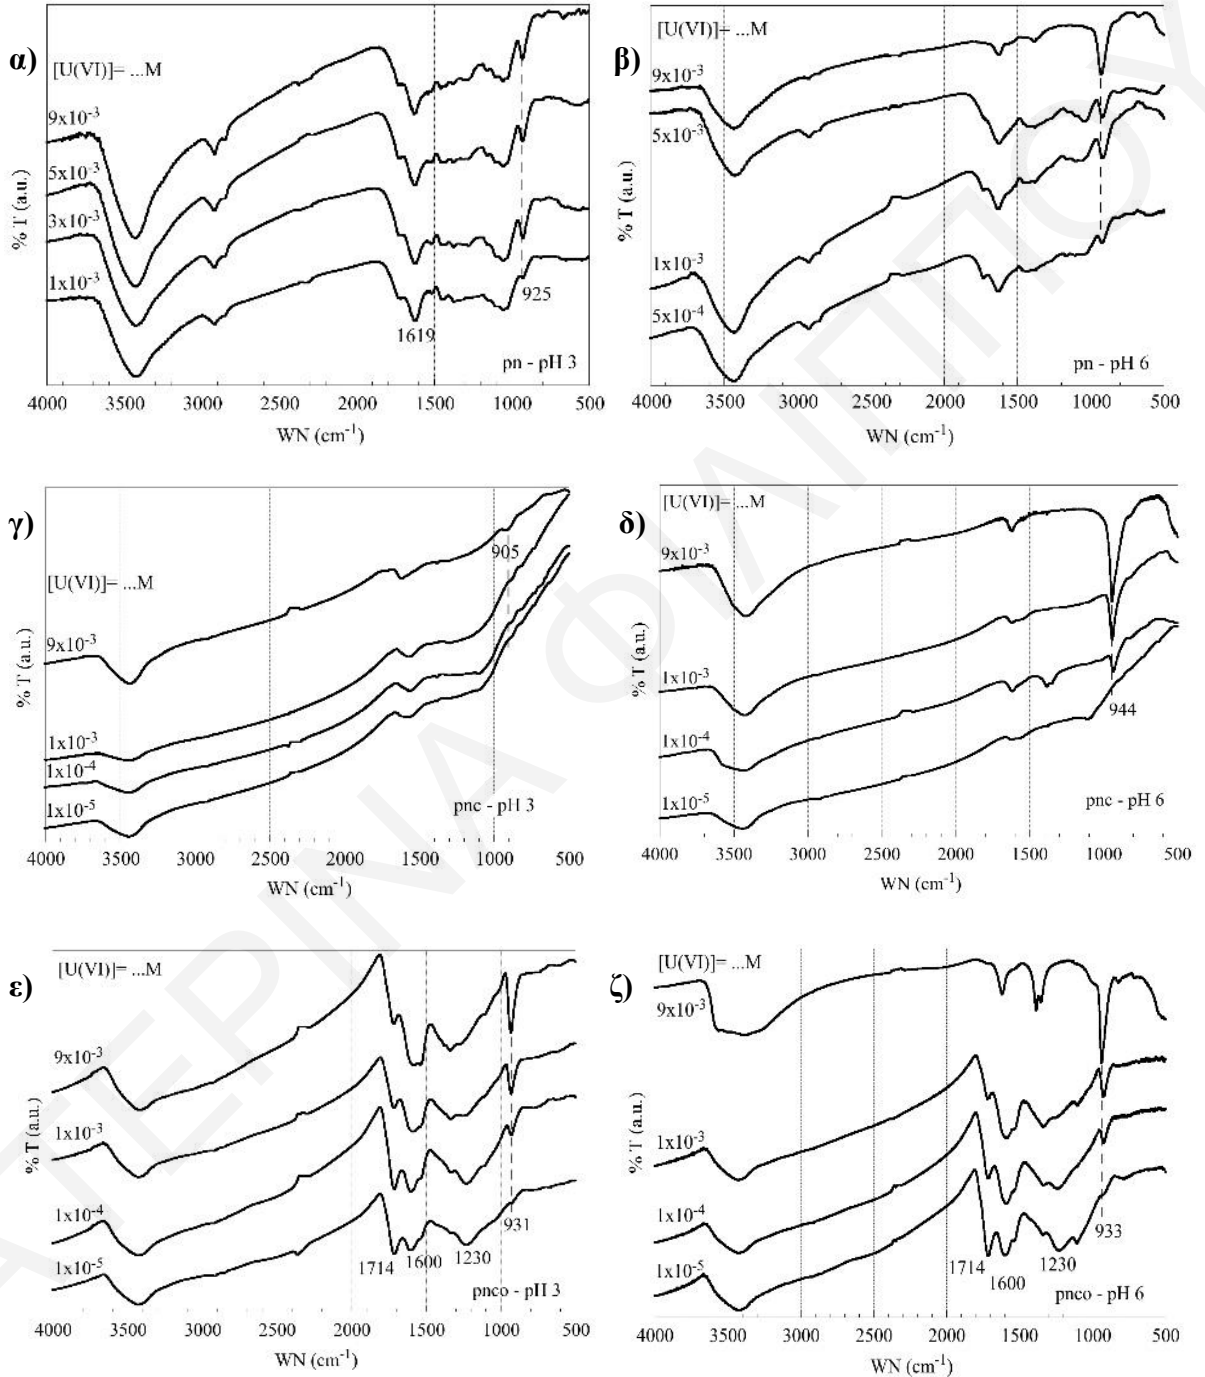 α)
[U(VI)]= ...M
9x10-3
5x10-3
3x10-3
1x10-3
1619
925
pn - pH 3
% T (a.u.)
4000 3500 3000 2500 2000 1500 1000 500
WN (cm-1)
β)
[U(VI)]= ...M
9x10-3
5x10-3
1x10-3
5x10-4
pn - pH 6
% T (a.u.)
4000 3500 3000 2500 2000 1500 1000 500
WN (cm-1)
γ)
[U(VI)]= ...M
9x10-3
1x10-3
1x10-4
1x10-5
905
pnc - pH 3
% T (a.u.)
4000 3500 3000 2500 2000 1500 1000 500
WN (cm-1)
δ)
[U(VI)]= ...M
9x10-3
1x10-3
1x10-4
1x10-5
944
pnc - pH 6
% T (a.u.)
4000 3500 3000 2500 2000 1500 1000 500
WN (cm-1)
ε)
[U(VI)]= ...M
9x10-3
1x10-3
1x10-4
1x10-5
1714 1600 1230 931
pnco - pH 3
% T (a.u.)
4000 3500 3000 2500 2000 1500 1000 500
WN (cm-1)
ζ)
[U(VI)]= ...M
9x10-3
1x10-3
1x10-4
1x10-5
1714 1600 1230 933
pnco - pH 6
% T (a.u.)
4000 3500 3000 2500 2000 1500 1000 500
WN (cm-1)
ΑΤΕΡΙΝΑ ΦΙΛΙΠΠΟΥ